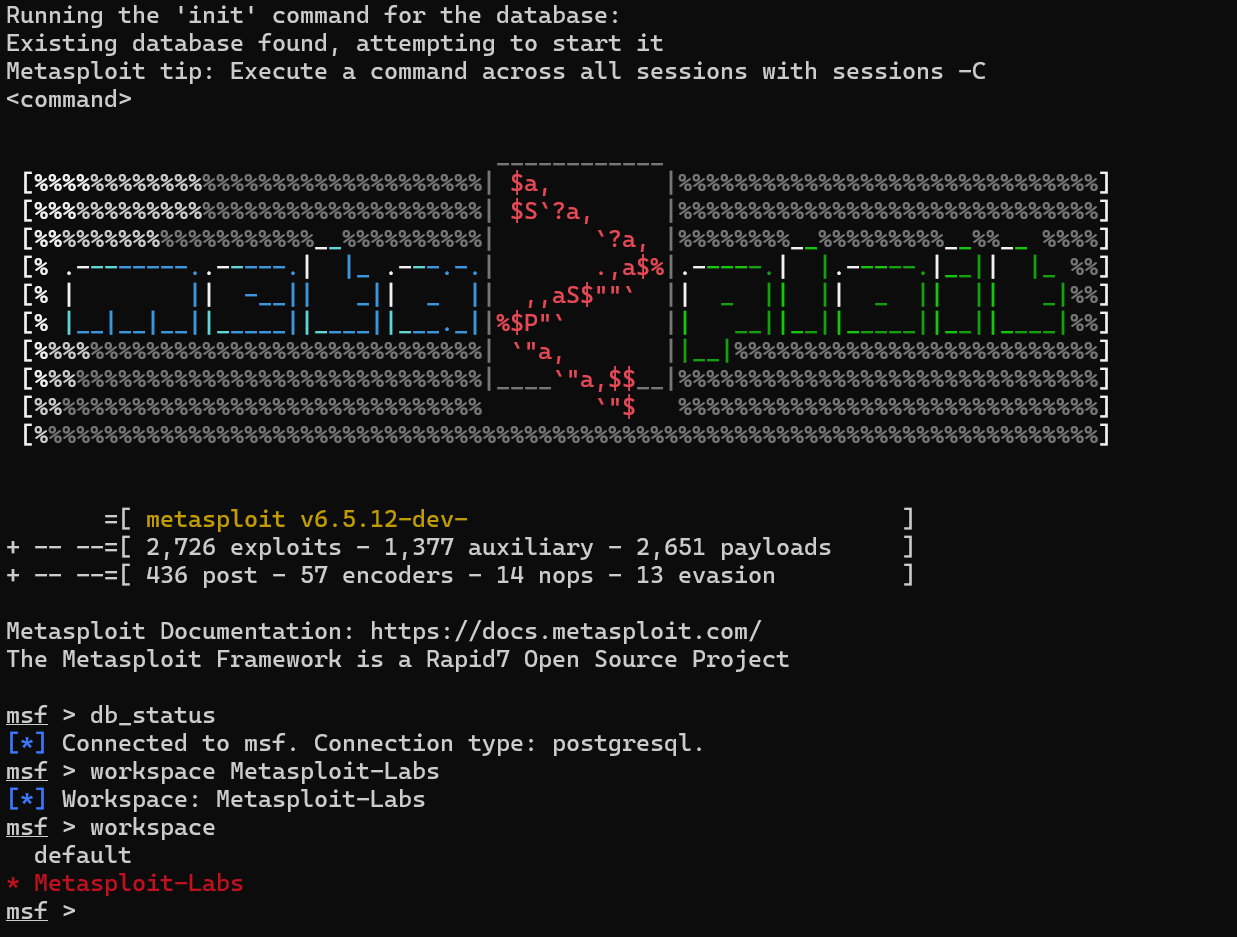 Running the 'init' command for the database:
Existing database found, attempting to start it
Metasploit tip: Execute a command across all sessions with sessions -C
<command>
metasploit
=[ metasploit v6.5.12-dev- ]
+ -- --=[ 2,726 exploits - 1,377 auxiliary - 2,651 payloads ]
+ -- --=[ 436 post - 57 encoders - 14 nops - 13 evasion ]
Metasploit Documentation: https://docs.metasploit.com/
The Metasploit Framework is a Rapid7 Open Source Project
msf > db_status
[*] Connected to msf. Connection type: postgresql.
msf > workspace Metasploit-Labs
[*] Workspace: Metasploit-Labs
msf > workspace
default
* Metasploit-Labs
msf >